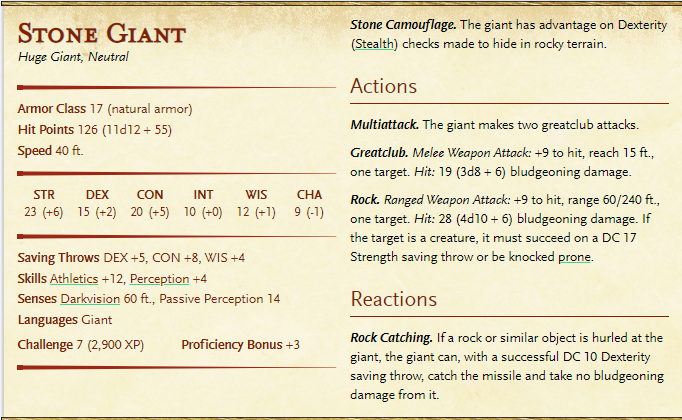 Stone Giant
Huge Giant, Neutral
Armor Class 17 (natural armor)
Hit Points 126 (11d12 + 55)
Speed 40 ft.
STR DEX CON INT WIS CHA
23 (+6) 15 (+2) 20 (+5) 10 (+0) 12 (+1) 9 (-1)
Saving Throws DEX +5, CON +8, WIS +4
Skills Athletics +12, Perception +4
Senses Darkvision 60 ft., Passive Perception 14
Languages Giant
Challenge 7 (2,900 XP) Proficiency Bonus +3
Stone Camouflage. The giant has advantage on Dexterity
(Stealth) checks made to hide in rocky terrain.
Actions
Multiattack. The giant makes two greatclub attacks.
Greatclub. Melee Weapon Attack: +9 to hit, reach 15 ft.,
one target. Hit: 19 (3d8 + 6) bludgeoning damage.
Rock. Ranged Weapon Attack: +9 to hit, range 60/240 ft.,
one target. Hit: 28 (4d10 + 6) bludgeoning damage. If
the target is a creature, it must succeed on a DC 17
Strength saving throw or be knocked prone.
Reactions
Rock Catching. If a rock or similar object is hurled at the
giant, the giant can, with a successful DC 10 Dexterity
saving throw, catch the missile and take no bludgeoning
damage from it.